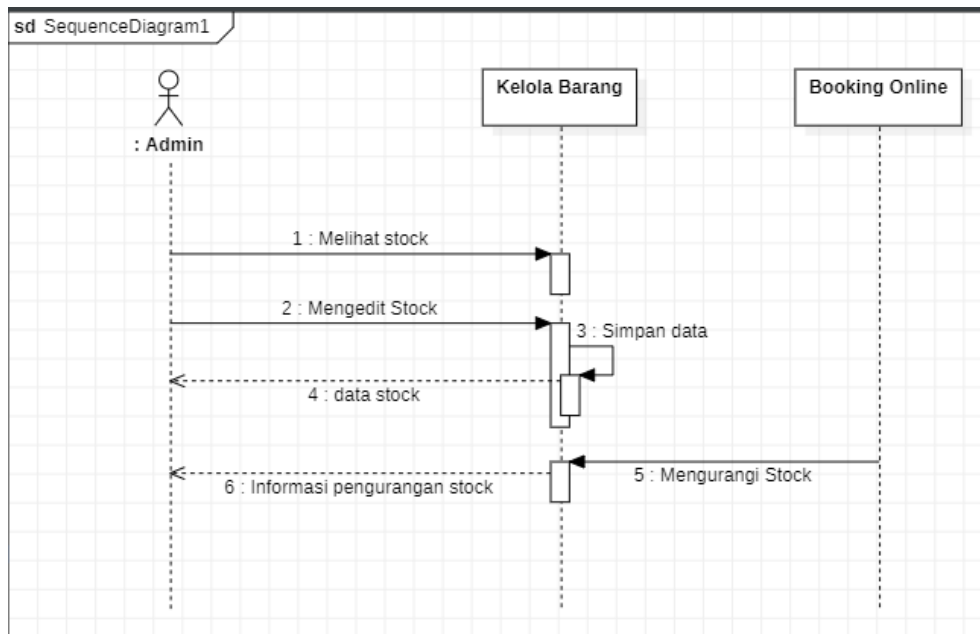 sd SequenceDiagram1
: Admin
Kelola Barang
Booking Online
1 : Melihat stock
2 : Mengedit Stock
3 : Simpan data
4 : data stock
5 : Mengurangi Stock
6 : Informasi pengurangan stock